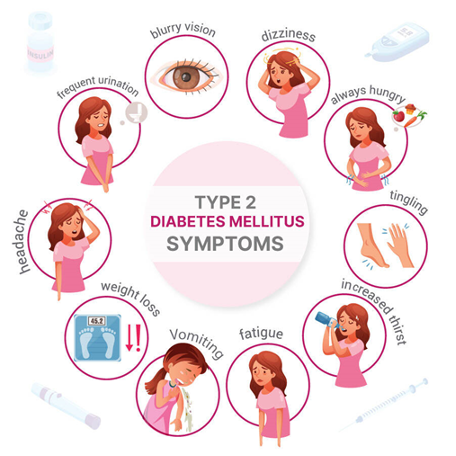 TYPE 2
DIABETES MELLITUS
SYMPTOMS
blurry vision
dizziness
always hungry
tingling
increased thirst
fatigue
Vomiting
weight loss
45.2
headache
frequent urination
INSULIN